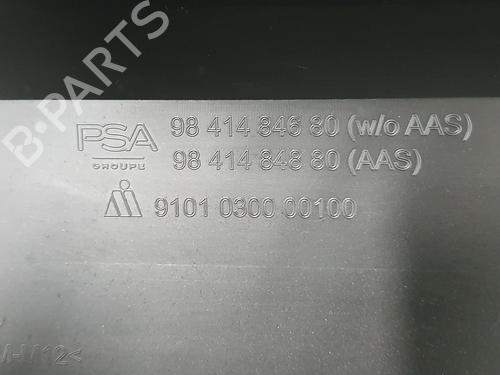 B-PARTS
PSA 98 414 846 80 (w/o AAS)
GROUPE 98 414 848 80 (AAS)
9101 0300 00100